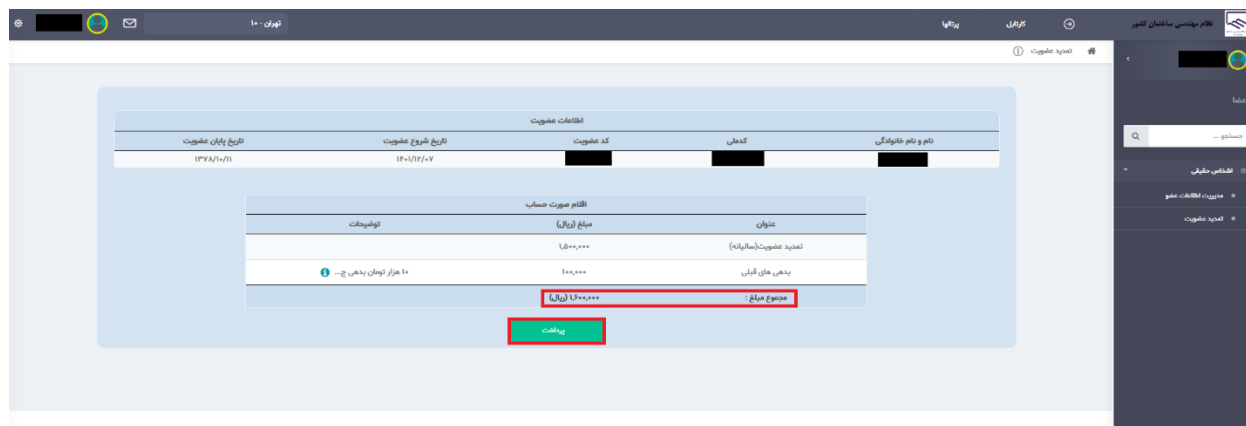 نظام مهندسی ساختمان کشور
کارتابل
پرتالها
تهران - ۱۰
تمدید عضویت
اعضا
جستجو ...
اشخاص حقیقی
مدیریت اطلاعات عضو
تمدید عضویت
اطلاعات عضویت
نام و نام خانوادگی کدملی کد عضویت تاریخ شروع عضویت تاریخ پایان عضویت
۱۴۰۱/۱۲/۰۷ ۱۳۷۸/۱۰/۱۱
اقلام صورت حساب
عنوان مبلغ (ریال) توضیحات
تمدید عضویت(سالیانه) ۱,۵۰۰,۰۰۰
بدهی های قبلی ۱۰۰,۰۰۰ ۱۰ هزار تومان بدهی ج...
مجموع مبلغ : ۱,۶۰۰,۰۰۰ (ریال)
پرداخت